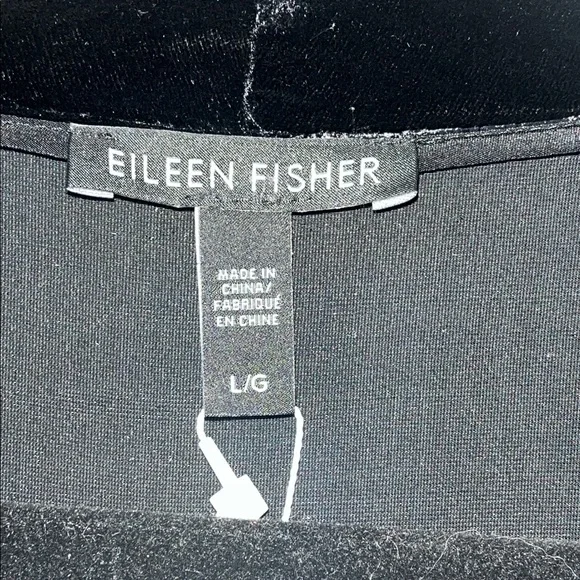 EILEEN FISHER
MADE IN
CHINA/
FABRIQUÉ
EN CHINE
L/G